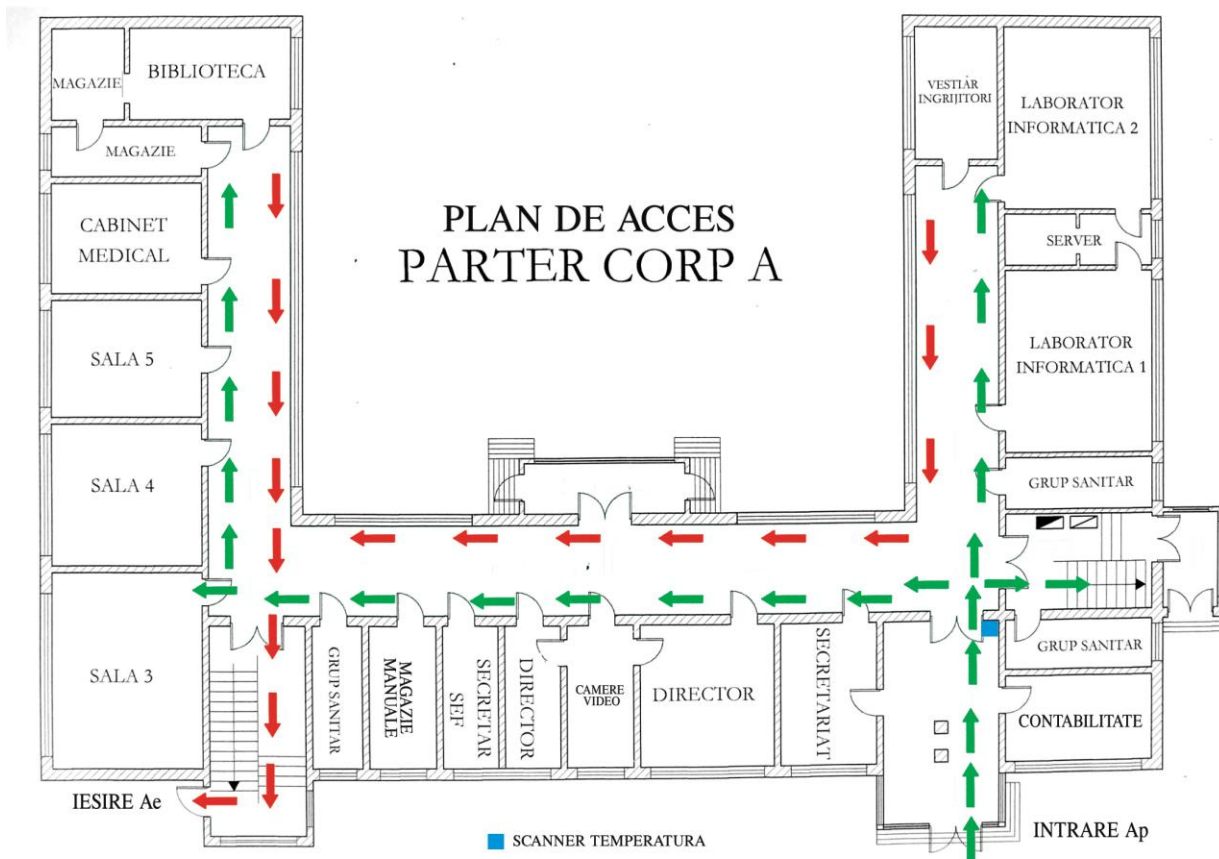 PLAN DE ACCES
PARTER CORP A
MAGAZIE
BIBLIOTECA
MAGAZIE
CABINET
MEDICAL
SALA 5
SALA 4
SALA 3
VESTIAR
INGRIJITORI
LABORATOR
INFORMATICA 2
SERVER
LABORATOR
INFORMATICA 1
GRUP SANITAR
GRUP SANITAR
CONTABILITATE
GRUP SANITAR
MAGAZIE
MANUALE
SECRETAR
SEF
DIRECTOR
CAMERE
VIDEO
DIRECTOR
SECRETARIAT
IESIRE Ae
SCANNER TEMPERATURA
INTRARE Ap